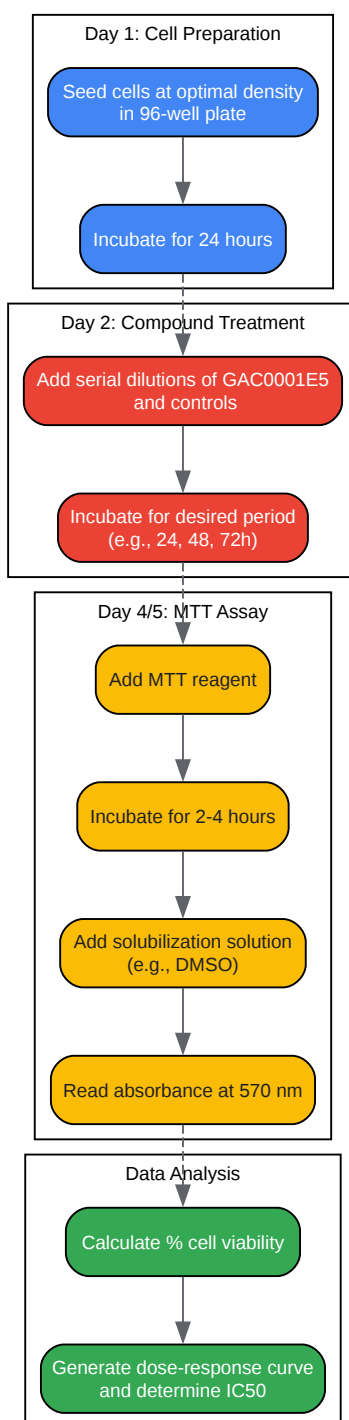 Day 1: Cell Preparation
Seed cells at optimal density
in 96-well plate
Incubate for 24 hours
Day 2: Compound Treatment
Add serial dilutions of GAC0001E5
and controls
Incubate for desired period
(e.g., 24, 48, 72h)
Day 4/5: MTT Assay
Add MTT reagent
Incubate for 2-4 hours
Add solubilization solution
(e.g., DMSO)
Read absorbance at 570 nm
Data Analysis
Calculate % cell viability
Generate dose-response curve
and determine IC50